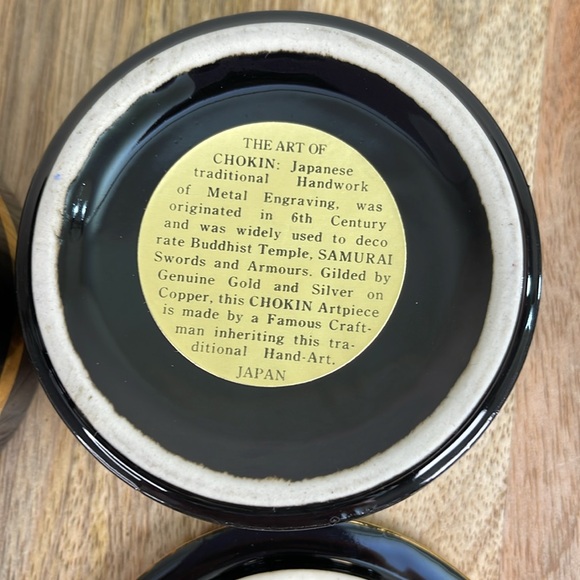 THE ART OF
CHOKIN: Japanese
traditional Handwork
of Metal Engraving, was
originated in 6th Century
and was widely used to deco
rate Buddhist Temple, SAMURAI
Swords and Armours. Gilded by
Genuine Gold and Silver on
Copper, this CHOKIN Artpiece
is made by a Famous Craft-
man inheriting this tra-
ditional Hand-Art.
JAPAN